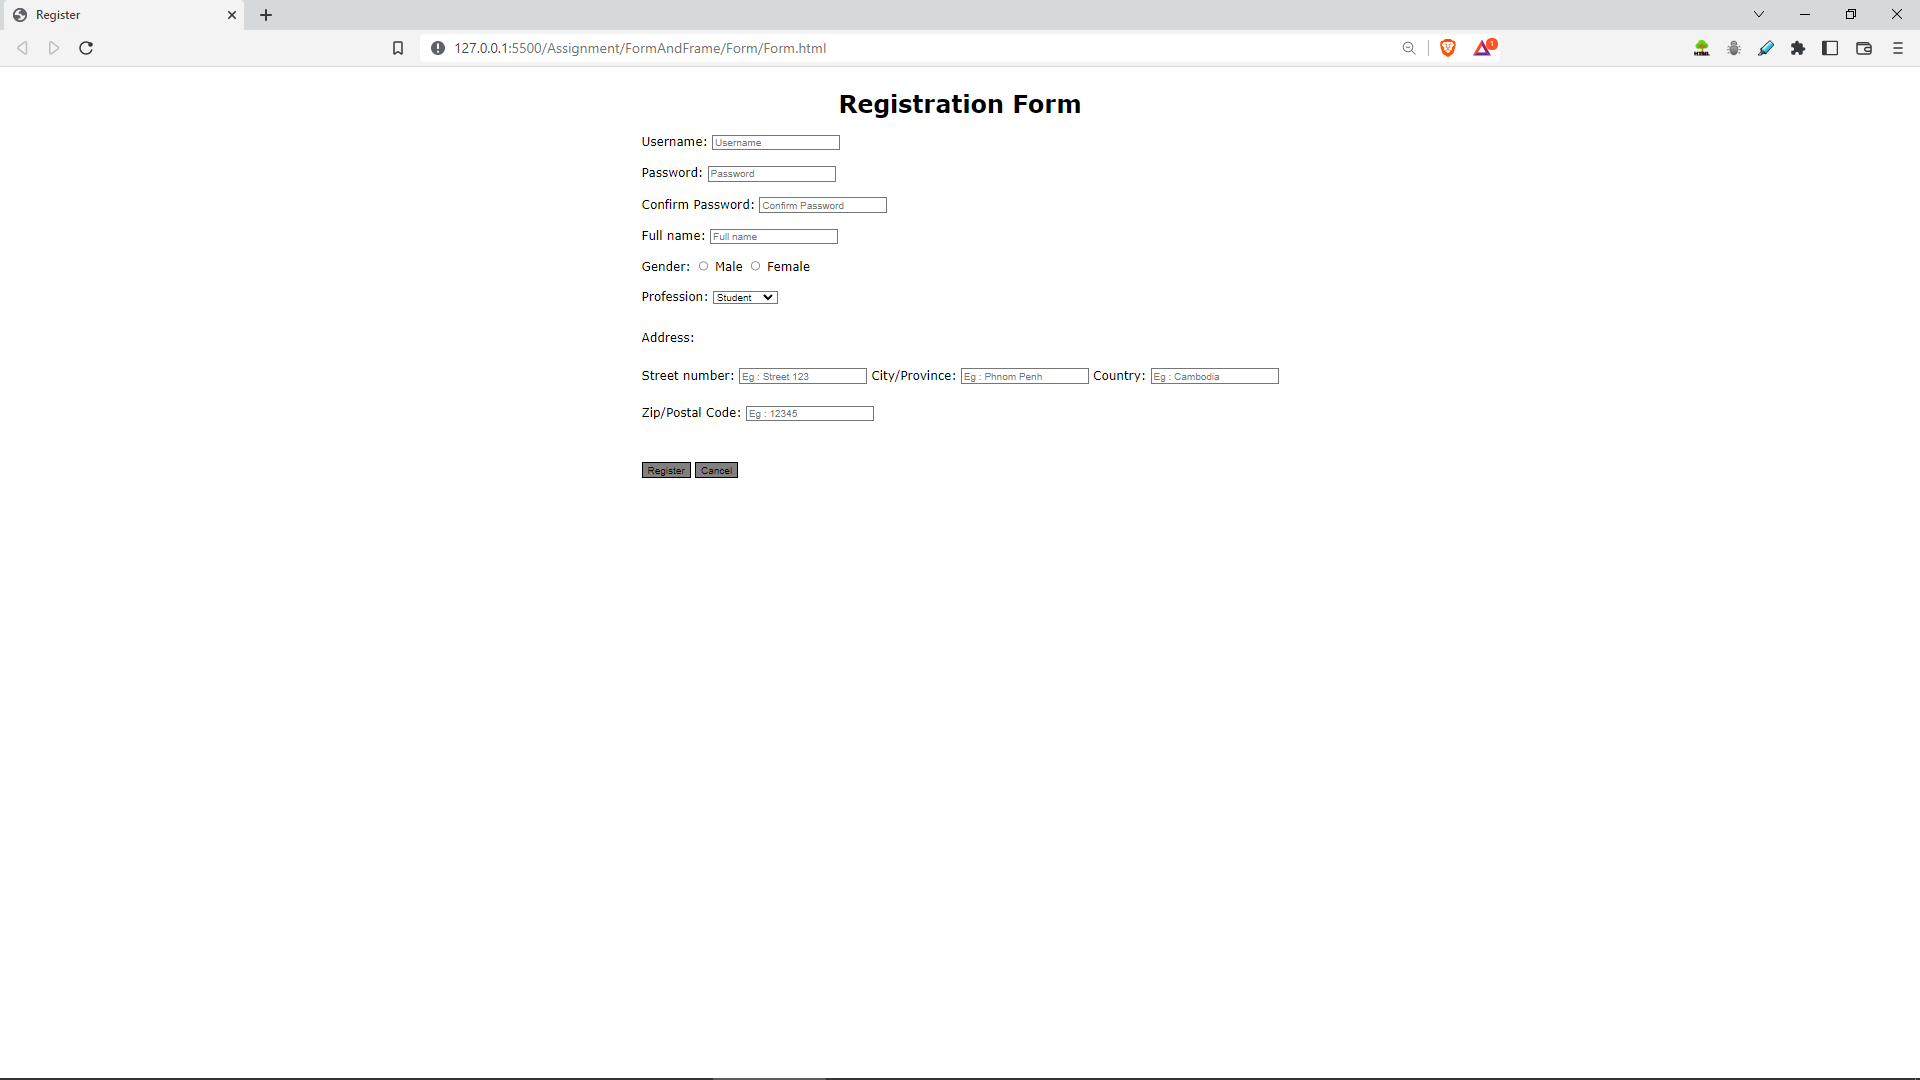 Register
127.0.0.1:5500/Assignment/FormAndFrame/Form/Form.html
1
HTML
Registration Form
Username: Username
Password: Password
Confirm Password: Confirm Password
Full name: Full name
Gender: Male Female
Profession: Student
Address:
Street number: Eg : Street 123 City/Province: Eg : Phnom Penh Country: Eg : Cambodia
Zip/Postal Code: Eg : 12345
Register Cancel